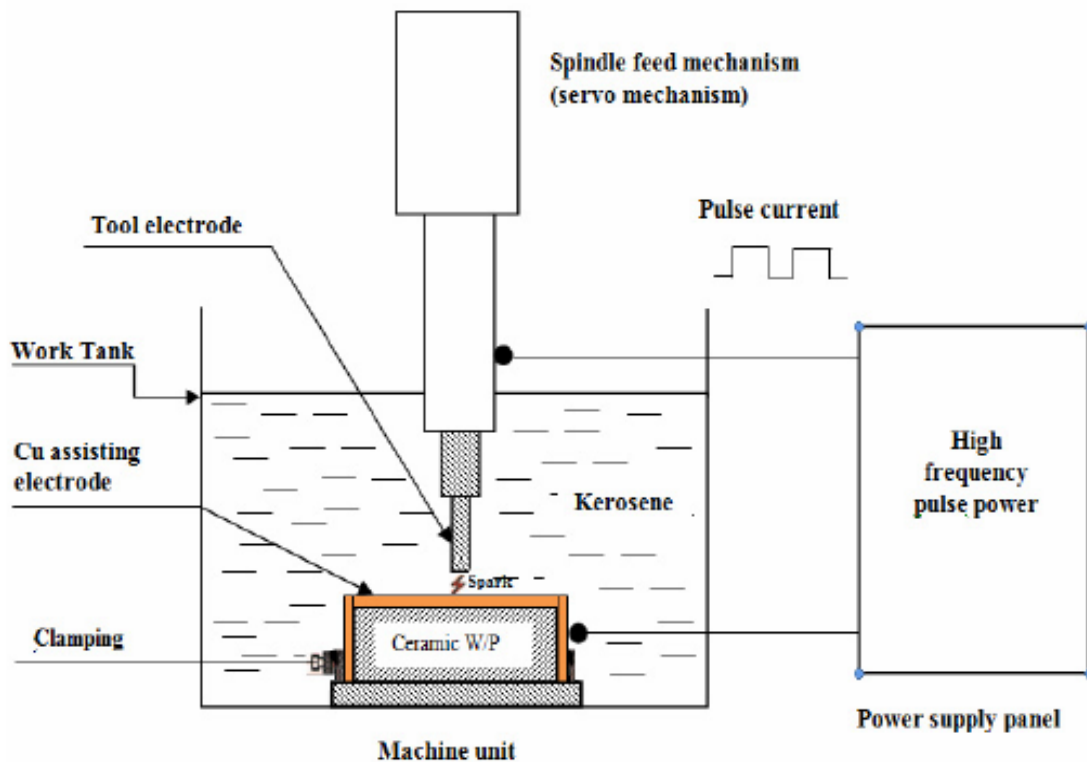 Spindle feed mechanism
(servo mechanism)
Tool electrode
Pulse current
Work Tank
Cu assisting
electrode
Kerosene
High
frequency
pulse power
Spark
Clamping
Ceramic W/P
Power supply panel
Machine unit